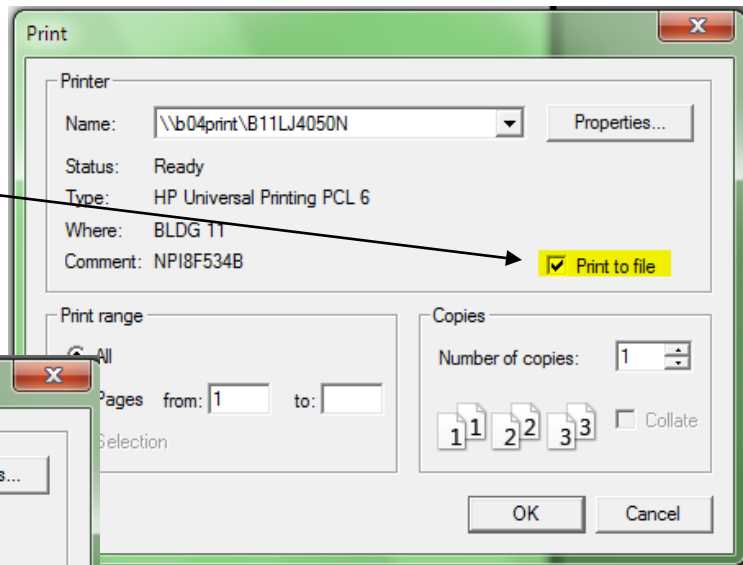 Print
Printer
Name: \\b04print\B11LJ4050N Properties...
Status: Ready
Type: HP Universal Printing PCL 6
Where: BLDG 11
Comment: NPI8F534B Print to file
Print range
All
Pages from: 1 to:
Selection
Copies
Number of copies: 1
1 1 2 2 3 3 Collate
OK Cancel